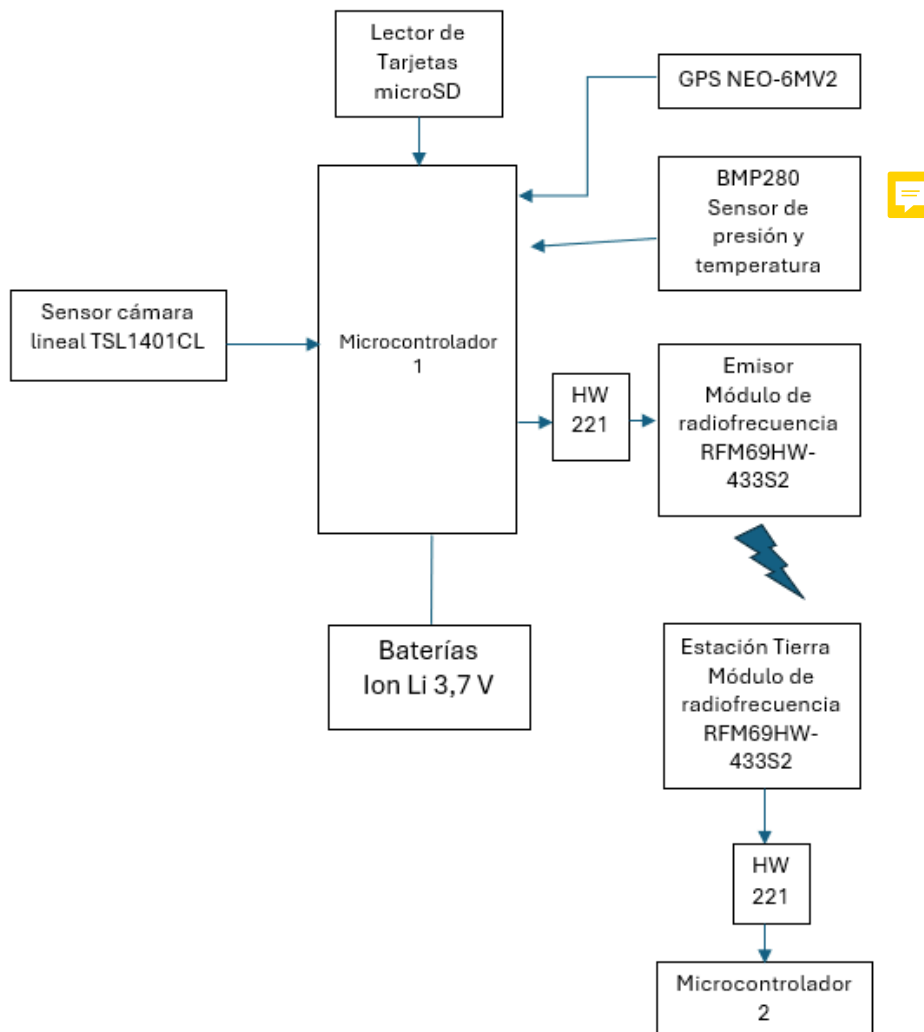 Lector de
Tarjetas
microSD
GPS NEO-6MV2
BMP280
Sensor de
presión y
temperatura
Sensor cámara
lineal TSL1401CL
Microcontrolador
1
HW
221
Emisor
Módulo de
radiofrecuencia
RFM69HW-
433S2
Baterías
Ion Li 3,7 V
Estación Tierra
Módulo de
radiofrecuencia
RFM69HW-
433S2
HW
221
Microcontrolador
2